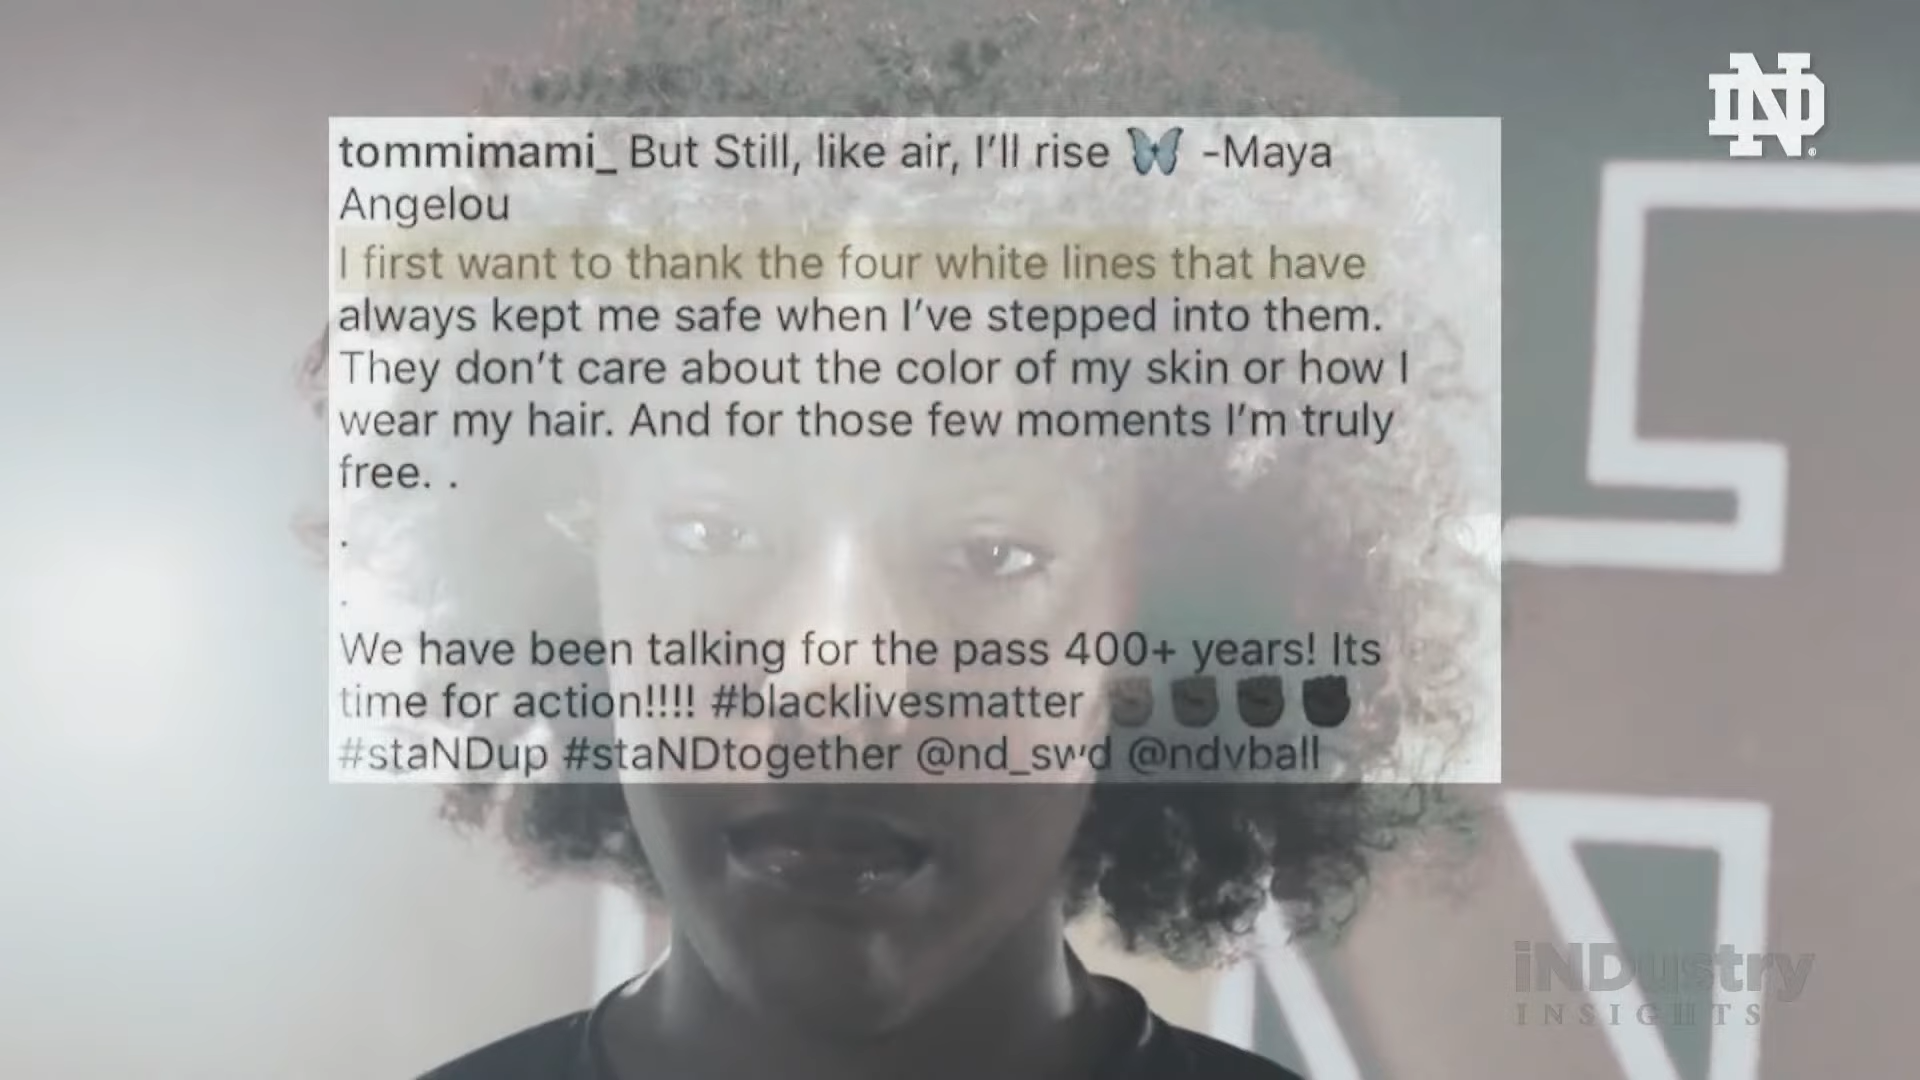 tommimami_ But Still, like air, I’ll rise 🦋 -Maya
Angelou
I first want to thank the four white lines that have
always kept me safe when I’ve stepped into them.
They don’t care about the color of my skin or how I
wear my hair. And for those few moments I’m truly
free. .
.
.
We have been talking for the pass 400+ years! Its
time for action!!!! #blacklivesmatter ✊🏽✊🏾✊🏾✊🏿
#staNDup #staNDtogether @nd_swd @ndvball
ND
iNDustry
INSIGHTS